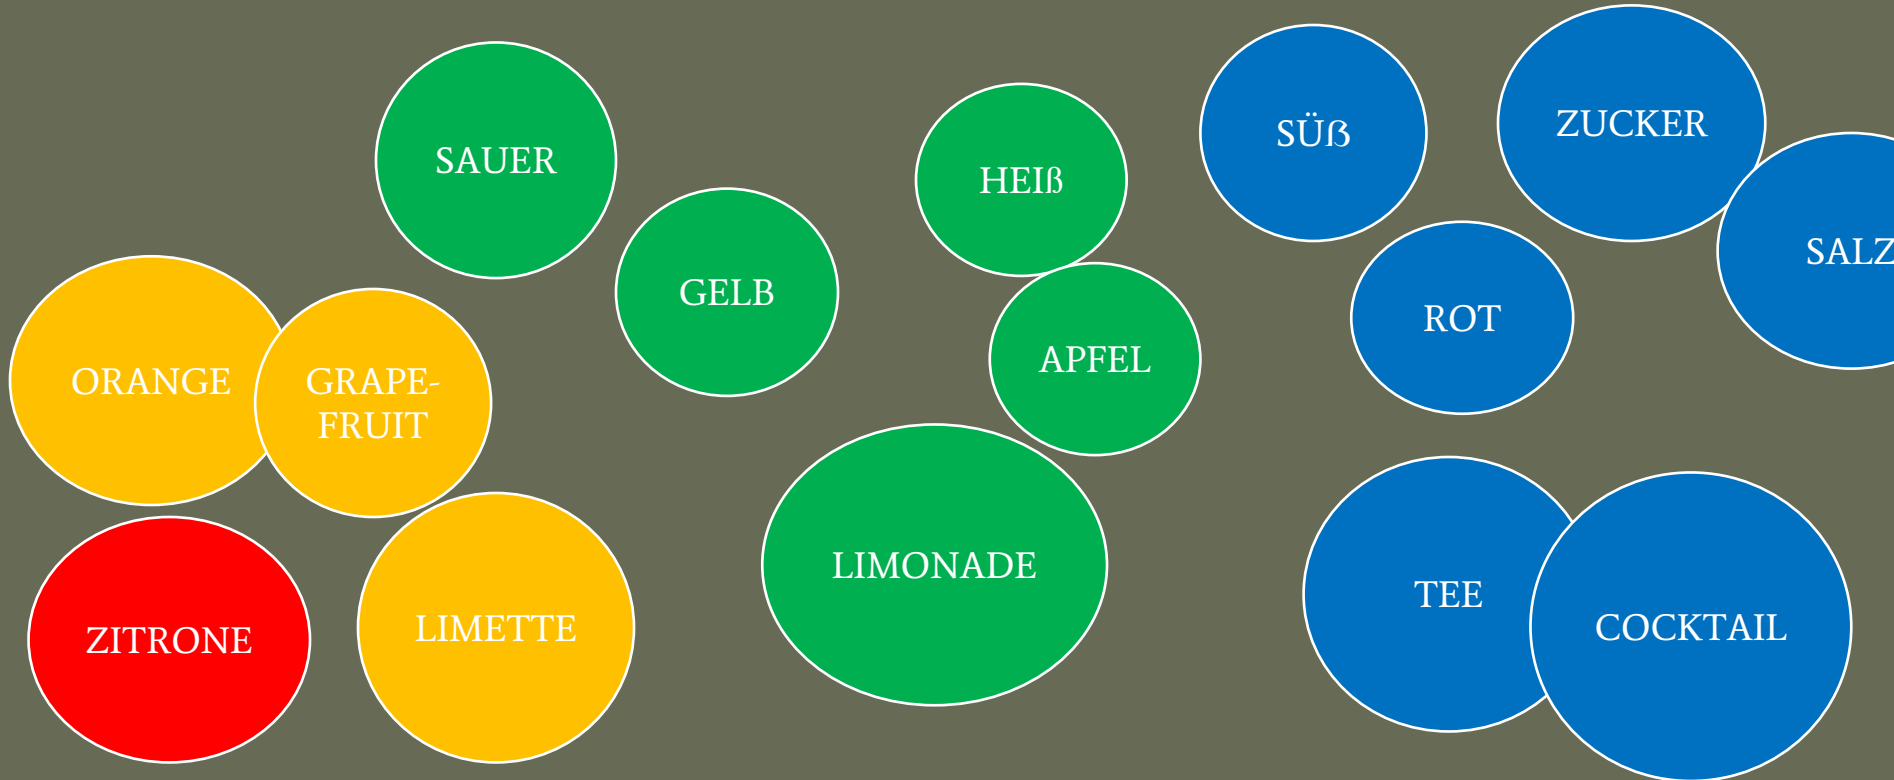 SAUER
GELB
HEIß
SÜß
ZUCKER
SALZ
ROT
APFEL
ORANGE
GRAPE-
FRUIT
ZITRONE
LIMETTE
LIMONADE
TEE
COCKTAIL